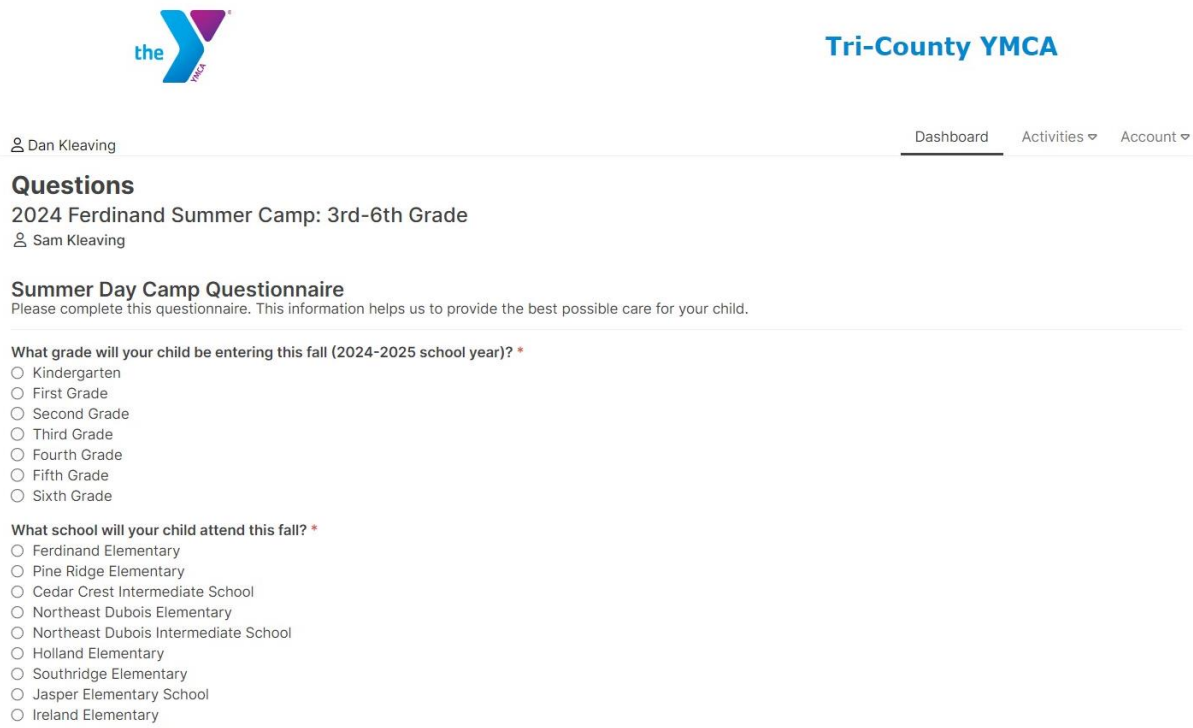 the
YMCA
®
Tri-County YMCA
Dan Kleaving
Dashboard Activities Account
Questions
2024 Ferdinand Summer Camp: 3rd-6th Grade
Sam Kleaving
Summer Day Camp Questionnaire
Please complete this questionnaire. This information helps us to provide the best possible care for your child.
What grade will your child be entering this fall (2024-2025 school year)? *
Kindergarten
First Grade
Second Grade
Third Grade
Fourth Grade
Fifth Grade
Sixth Grade
What school will your child attend this fall? *
Ferdinand Elementary
Pine Ridge Elementary
Cedar Crest Intermediate School
Northeast Dubois Elementary
Northeast Dubois Intermediate School
Holland Elementary
Southridge Elementary
Jasper Elementary School
Ireland Elementary